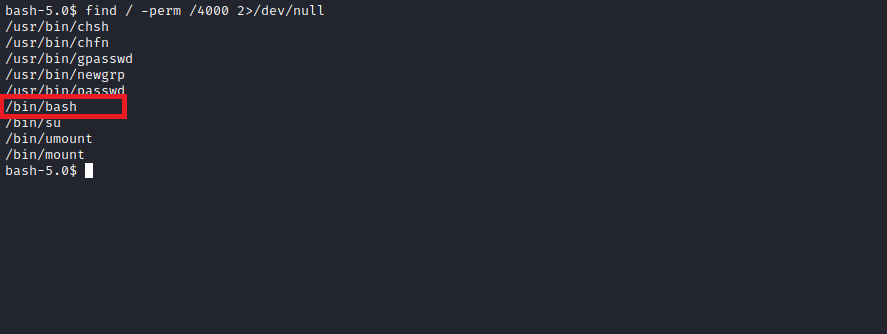 bash-5.0$ find / -perm /4000 2>/dev/null
/usr/bin/chsh
/usr/bin/chfn
/usr/bin/gpasswd
/usr/bin/newgrp
/usr/bin/passwd
/bin/bash
/bin/su
/bin/umount
/bin/mount
bash-5.0$